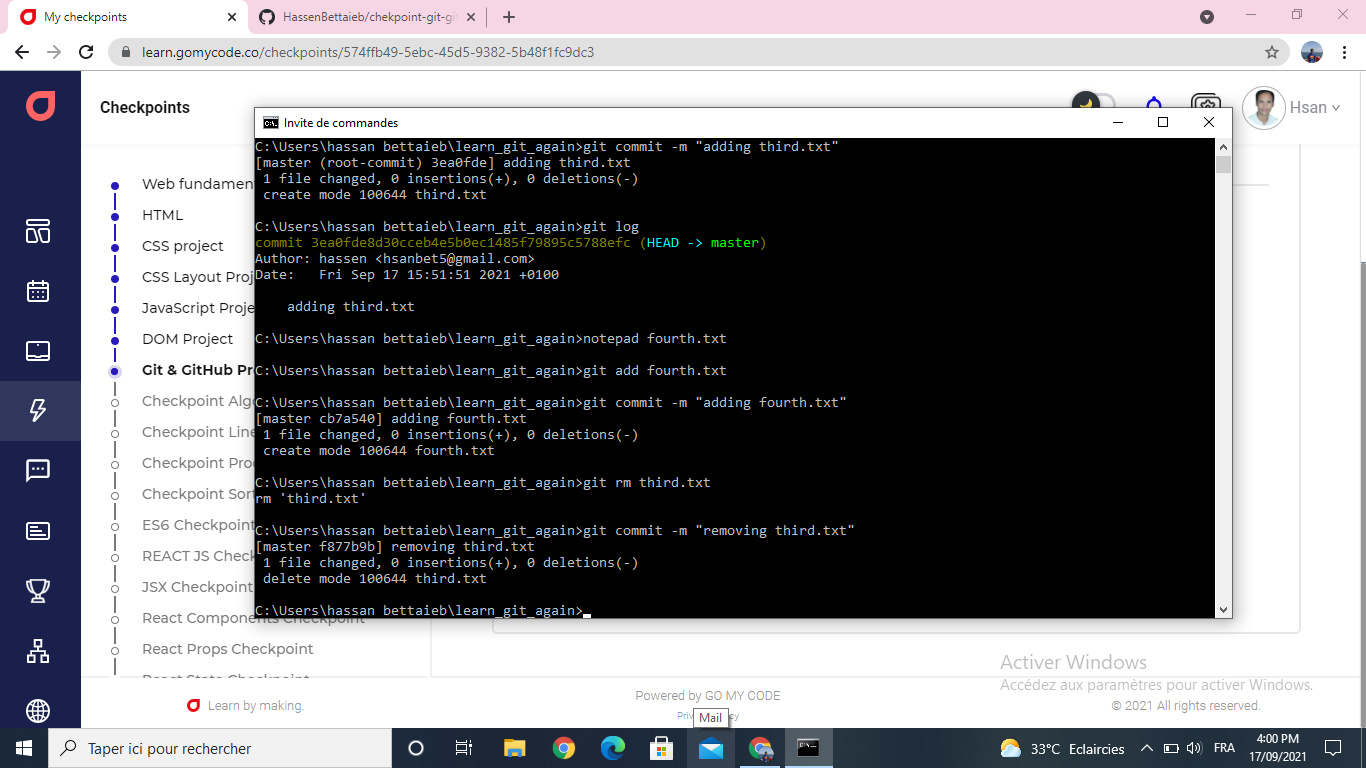 My checkpoints
HassenBettaieb/chekpoint-git-gi
learn.gomycode.co/checkpoints/574ffb49-5ebc-45d5-9382-5b48f1fc9dc3
Checkpoints
Hsan
Web fundamen
HTML
CSS project
CSS Layout Proj
JavaScript Proje
DOM Project
Git & GitHub Pr
Checkpoint Algo
Checkpoint Line
Checkpoint Pro
Checkpoint Sor
ES6 Checkpoint
REACT JS Check
JSX Checkpoint
React Components Checkpoint
React Props Checkpoint
React State Checkpoint
Invite de commandes
C:\Users\hassan bettaieb\learn_git_again>git commit -m "adding third.txt"
[master (root-commit) 3ea0fde] adding third.txt
1 file changed, 0 insertions(+), 0 deletions(-)
create mode 100644 third.txt
C:\Users\hassan bettaieb\learn_git_again>git log
commit 3ea0fde8d30cceb4e5b0ec1485f79895c5788efc (HEAD -> master)
Author: hassen <hsanbet5@gmail.com>
Date:   Fri Sep 17 15:51:51 2021 +0100
adding third.txt
C:\Users\hassan bettaieb\learn_git_again>notepad fourth.txt
C:\Users\hassan bettaieb\learn_git_again>git add fourth.txt
C:\Users\hassan bettaieb\learn_git_again>git commit -m "adding fourth.txt"
[master cb7a540] adding fourth.txt
1 file changed, 0 insertions(+), 0 deletions(-)
create mode 100644 fourth.txt
C:\Users\hassan bettaieb\learn_git_again>git rm third.txt
rm 'third.txt'
C:\Users\hassan bettaieb\learn_git_again>git commit -m "removing third.txt"
[master f877b9b] removing third.txt
1 file changed, 0 insertions(+), 0 deletions(-)
delete mode 100644 third.txt
C:\Users\hassan bettaieb\learn_git_again>
Activer Windows
Accédez aux paramètres pour activer Windows.
Learn by making.
Powered by GO MY CODE
© 2021 All rights reserved.
Mail
Taper ici pour rechercher
33°C Eclaircies
FRA
4:00 PM
17/09/2021